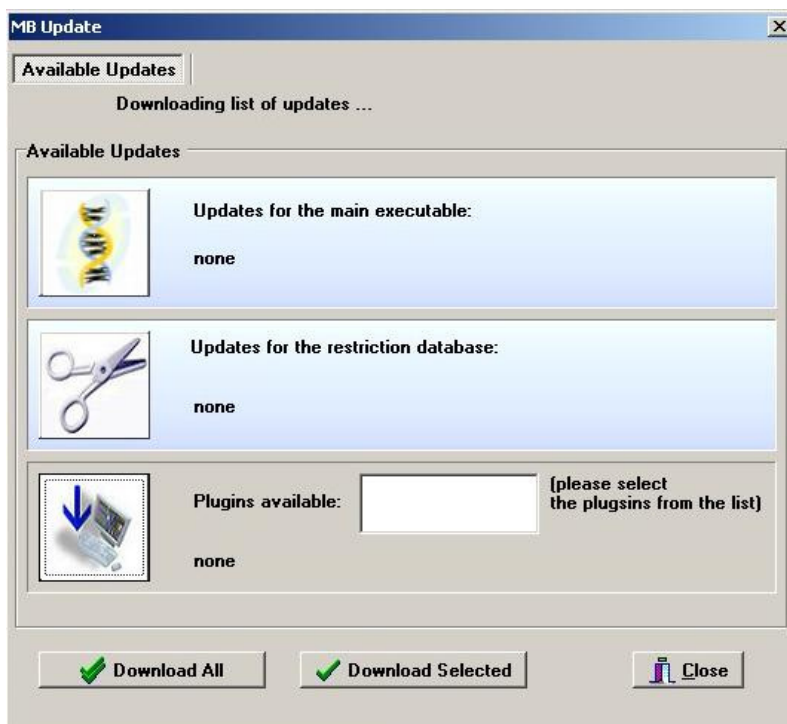 MB Update
Available Updates
Downloading list of updates ...
Available Updates
Updates for the main executable:
none
Updates for the restriction database:
none
Plugins available:
(please select
the plugsins from the list)
none
Download All
Download Selected
Close